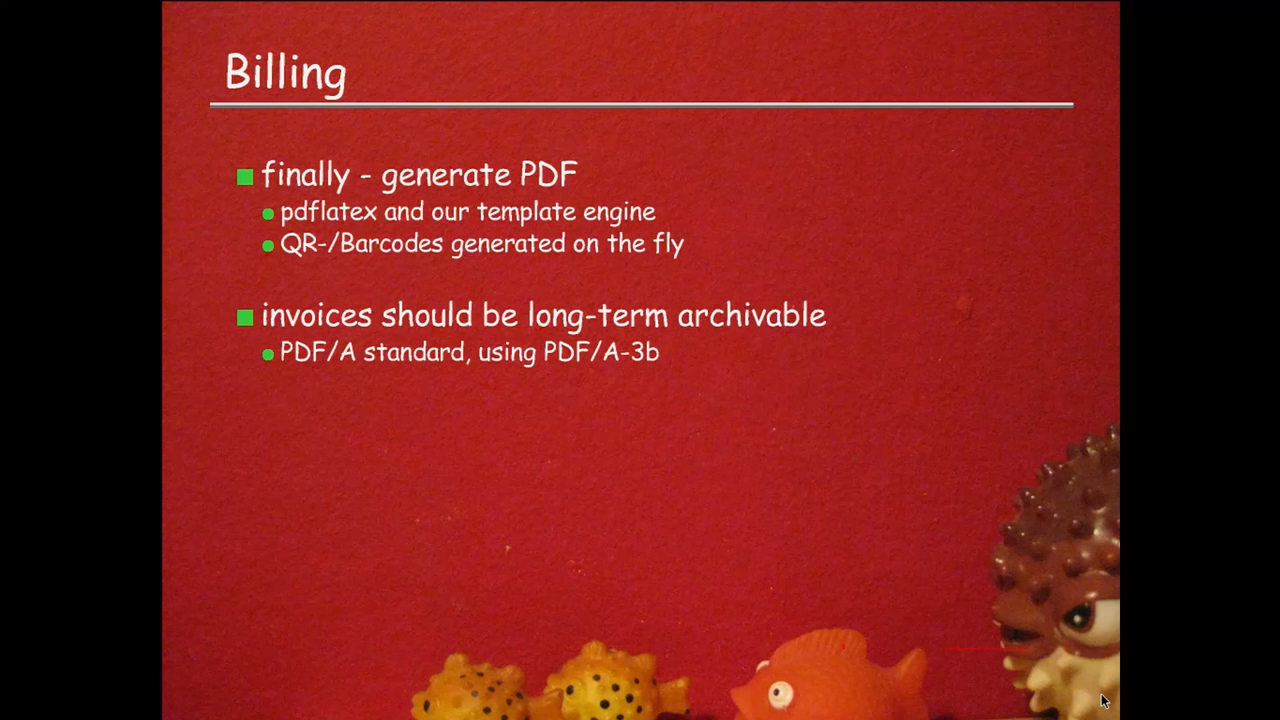 Billing
finally - generate PDF
pdflatex and our template engine
QR-/Barcodes generated on the fly
invoices should be long-term archivable
PDF/A standard, using PDF/A-3b